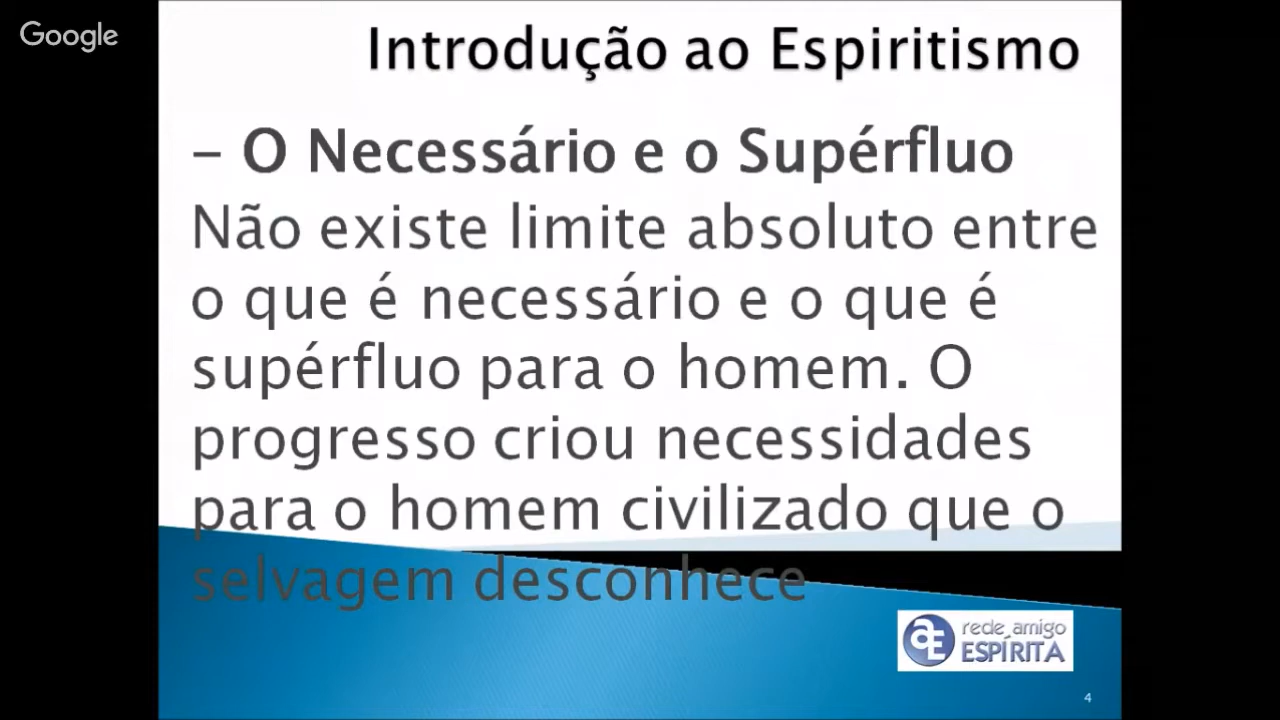 Google
Introdução ao Espiritismo
- O Necessário e o Supérfluo
Não existe limite absoluto entre
o que é necessário e o que é
supérfluo para o homem. O
progresso criou necessidades
para o homem civilizado que o
selvagem desconhece
aE
rede amigo
ESPÍRITA
4